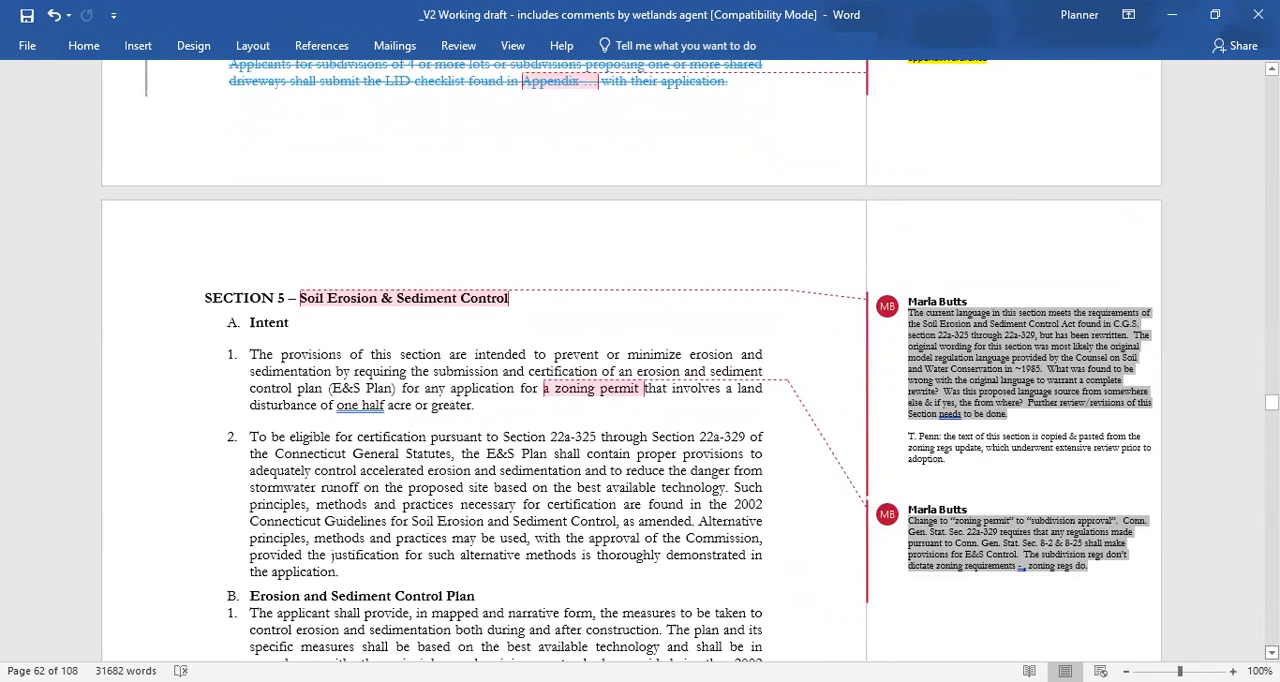 _V2 Working draft - includes comments by wetlands agent [Compatibility Mode] - Word
Planner
File Home Insert Design Layout References Mailings Review View Help Tell me what you want to do Share
Applicants for subdivisions of 4 or more lots or subdivisions proposing one or more shared
driveways shall submit the LID checklist found in Appendix ... with their application.
SECTION 5 – Soil Erosion & Sediment Control
A. Intent
1. The provisions of this section are intended to prevent or minimize erosion and
sedimentation by requiring the submission and certification of an erosion and sediment
control plan (E&S Plan) for any application for a zoning permit that involves a land
disturbance of one half acre or greater.
2. To be eligible for certification pursuant to Section 22a-325 through Section 22a-329 of
the Connecticut General Statutes, the E&S Plan shall contain proper provisions to
adequately control accelerated erosion and sedimentation and to reduce the danger from
stormwater runoff on the proposed site based on the best available technology. Such
principles, methods and practices necessary for certification are found in the 2002
Connecticut Guidelines for Soil Erosion and Sediment Control, as amended. Alternative
principles, methods and practices may be used, with the approval of the Commission,
provided the justification for such alternative methods is thoroughly demonstrated in
the application.
B. Erosion and Sediment Control Plan
1. The applicant shall provide, in mapped and narrative form, the measures to be taken to
control erosion and sedimentation both during and after construction. The plan and its
specific measures shall be based on the best available technology and shall be in
MB Marla Butts
The current language in this section meets the requirements of
the Soil Erosion and Sediment Control Act found in C.G.S.
section 22a-325 through 22a-329, but has been rewritten. The
original wording for this section was most likely the original
model regulation language provided by the Counsel on Soil
and Water Conservation in ~1985. What was found to be
wrong with the original language to warrant a complete
rewrite? Was this proposed language source from somewhere
else & if yes, the from where? Further review/revisions of this
Section needs to be done.
T. Penn: the text of this section is copied & pasted from the
zoning regs update, which underwent extensive review prior to
adoption.
MB Marla Butts
Change to “zoning permit” to “subdivision approval”. Conn.
Gen. Stat. Sec. 22a-329 requires that any regulations made
pursuant to Conn. Gen. Stat. Sec. 8-2 & 8-25 shall make
provisions for E&S Control. The subdivision regs don’t
dictate zoning requirements - , zoning regs do.
Page 62 of 108 31682 words
100%